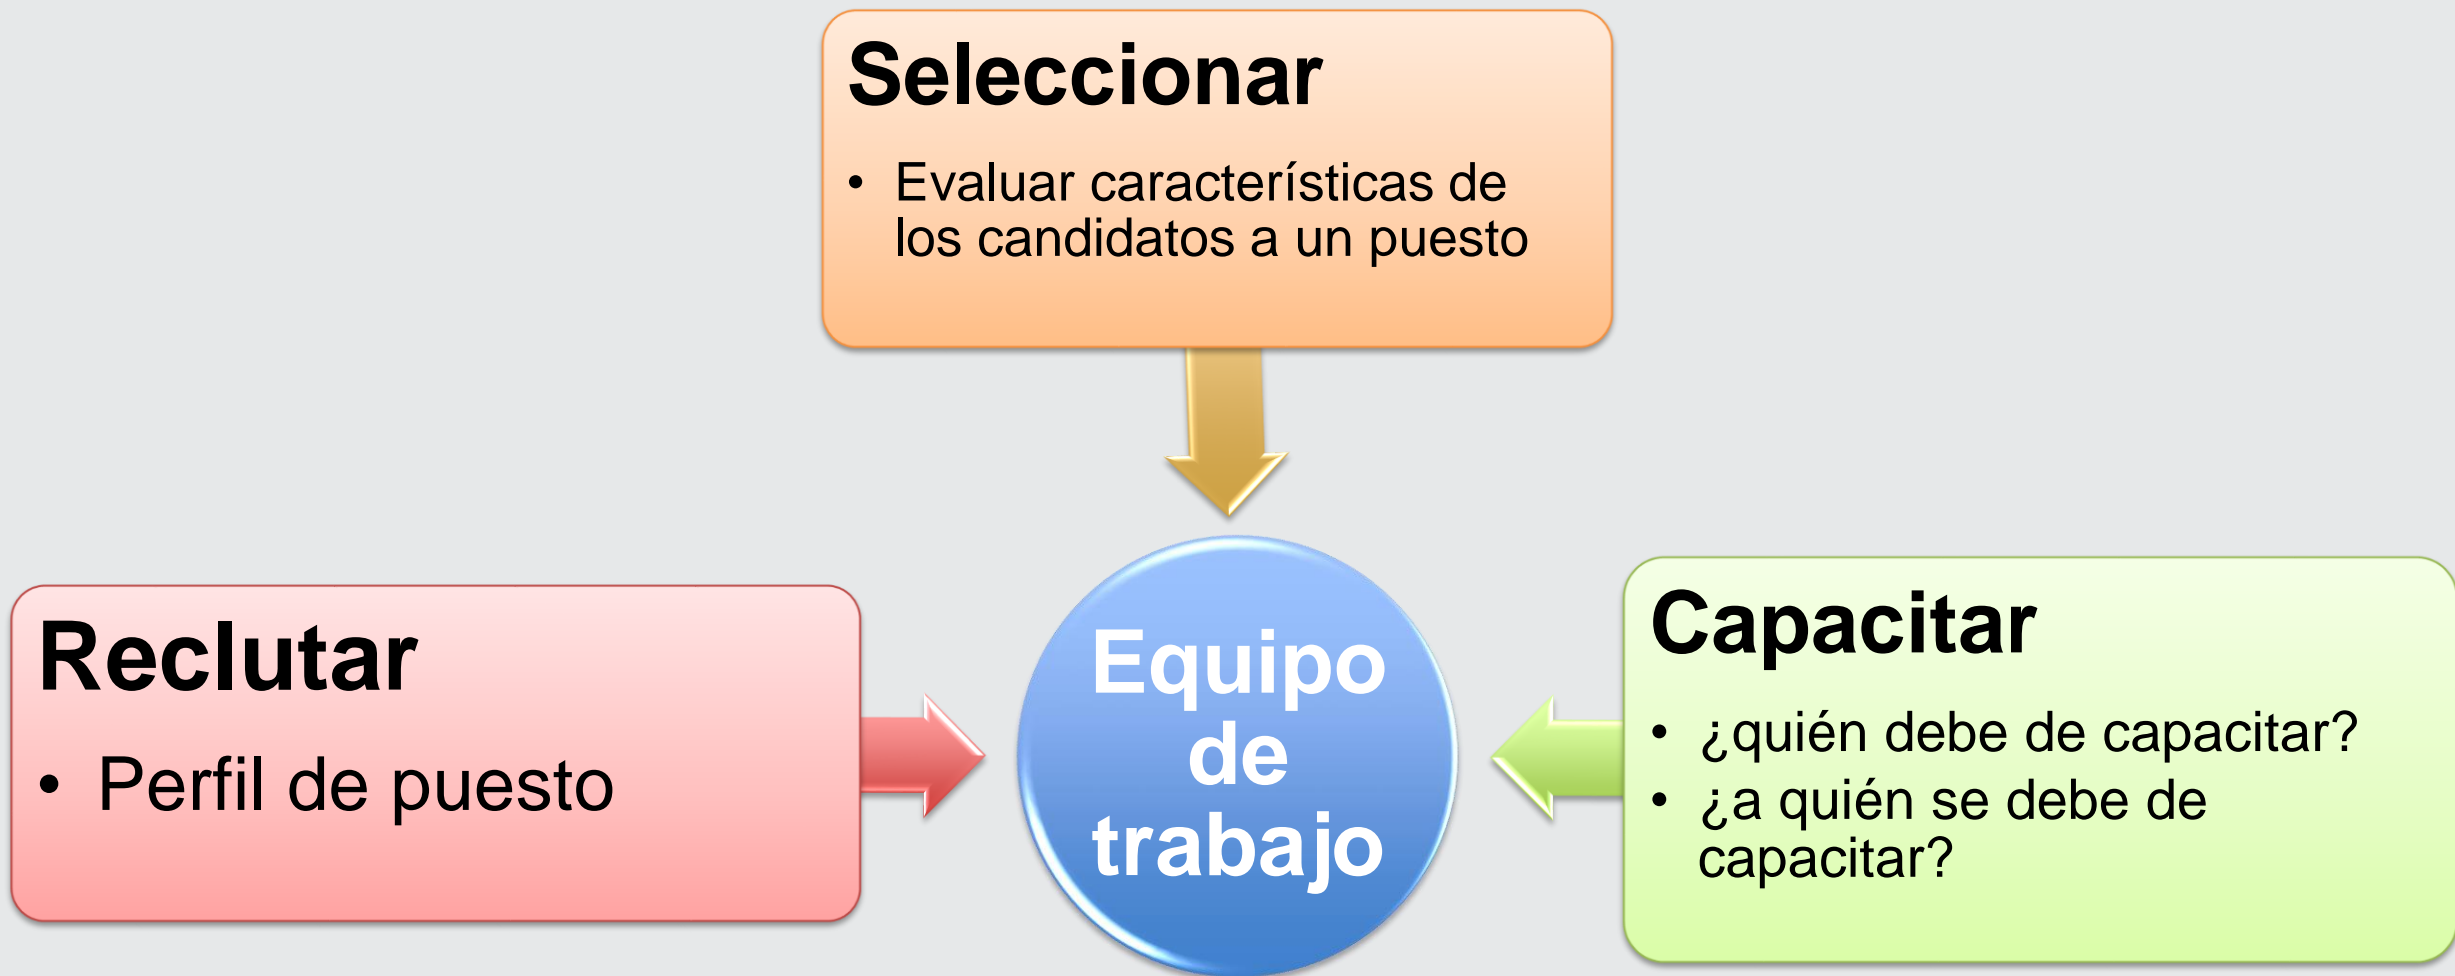 Seleccionar
• Evaluar características de
los candidatos a un puesto
Reclutar
• Perfil de puesto
Equipo
de
trabajo
Capacitar
• ¿quién debe de capacitar?
• ¿a quién se debe de
capacitar?